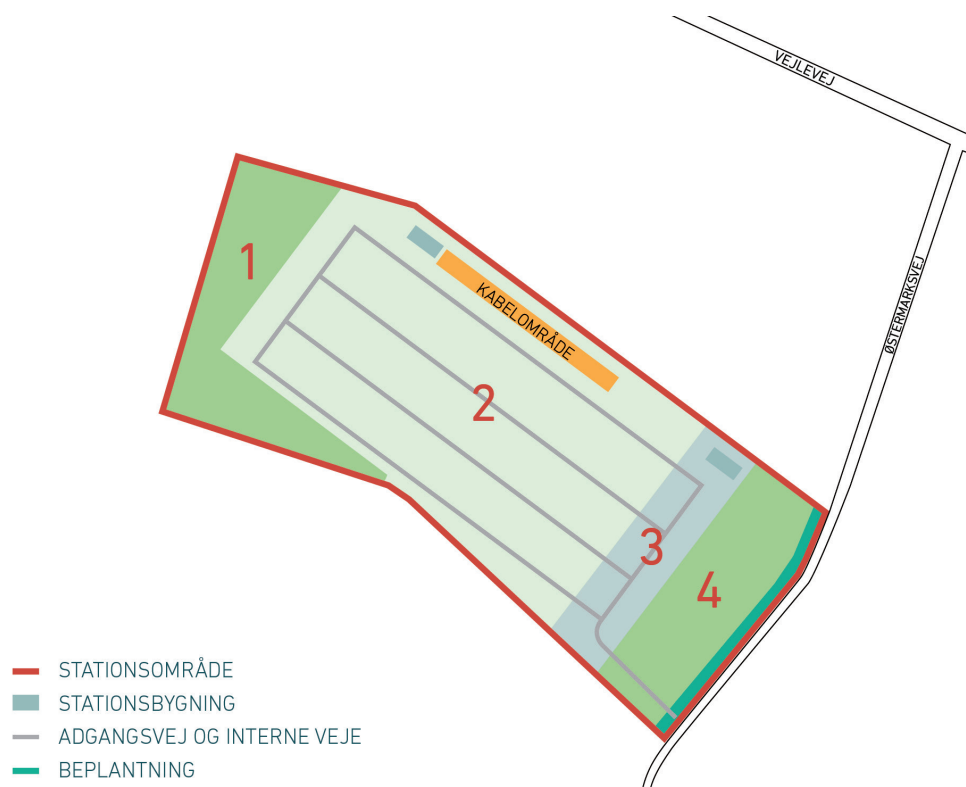 VEJLEVEJ
ØSTERMARKSVEJ
1
KABELOMRÅDE
2
3
4
STATIONSOMRÅDE
STATIONSBYGNING
ADGANGSVEJ OG INTERNE VEJE
BEPLANTNING